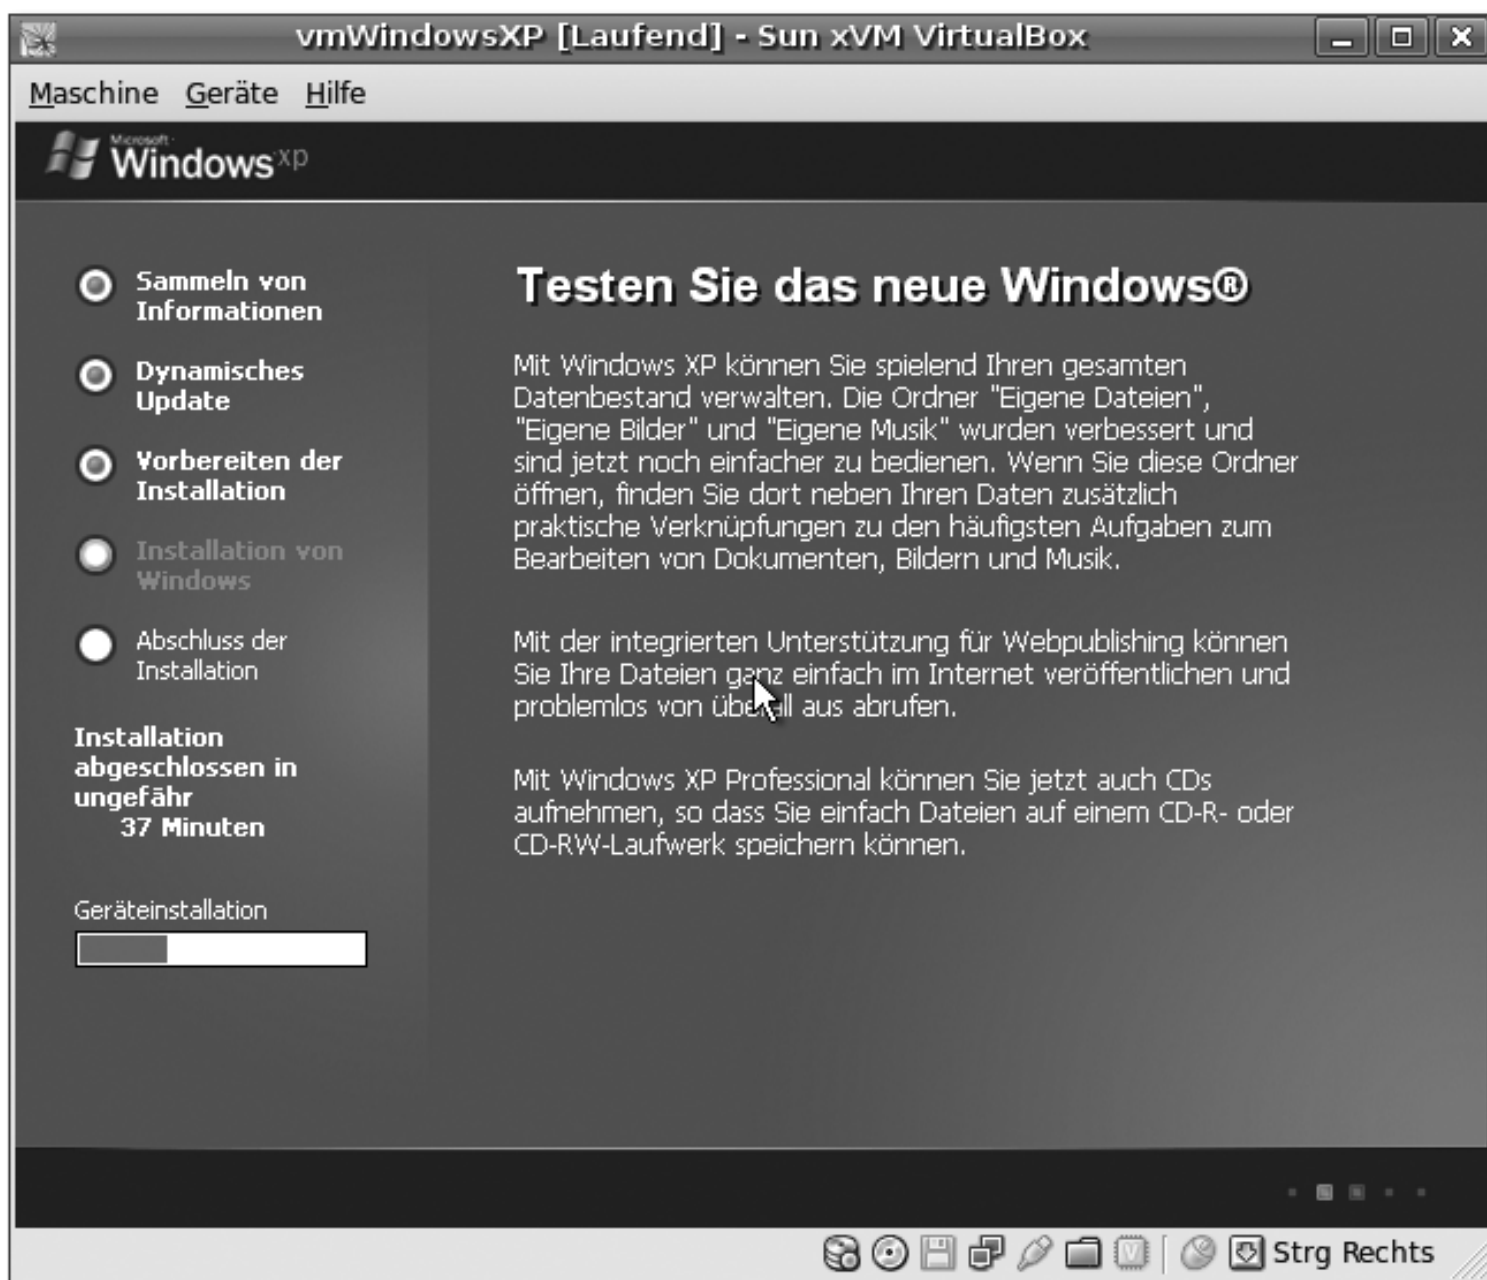 vmWindowsXP [Laufend] - Sun xVM VirtualBox
Maschine Geräte Hilfe
Microsoft
Windows xp
Sammeln von
Informationen
Dynamisches
Update
Vorbereiten der
Installation
Installation von
Windows
Abschluss der
Installation
Installation
abgeschlossen in
ungefähr
37 Minuten
Geräteinstallation
Testen Sie das neue Windows®
Mit Windows XP können Sie spielend Ihren gesamten
Datenbestand verwalten. Die Ordner "Eigene Dateien",
"Eigene Bilder" und "Eigene Musik" wurden verbessert und
sind jetzt noch einfacher zu bedienen. Wenn Sie diese Ordner
öffnen, finden Sie dort neben Ihren Daten zusätzlich
praktische Verknüpfungen zu den häufigsten Aufgaben zum
Bearbeiten von Dokumenten, Bildern und Musik.
Mit der integrierten Unterstützung für Webpublishing können
Sie Ihre Dateien ganz einfach im Internet veröffentlichen und
problemlos von überall aus abrufen.
Mit Windows XP Professional können Sie jetzt auch CDs
aufnehmen, so dass Sie einfach Dateien auf einem CD-R- oder
CD-RW-Laufwerk speichern können.
V
Strg Rechts